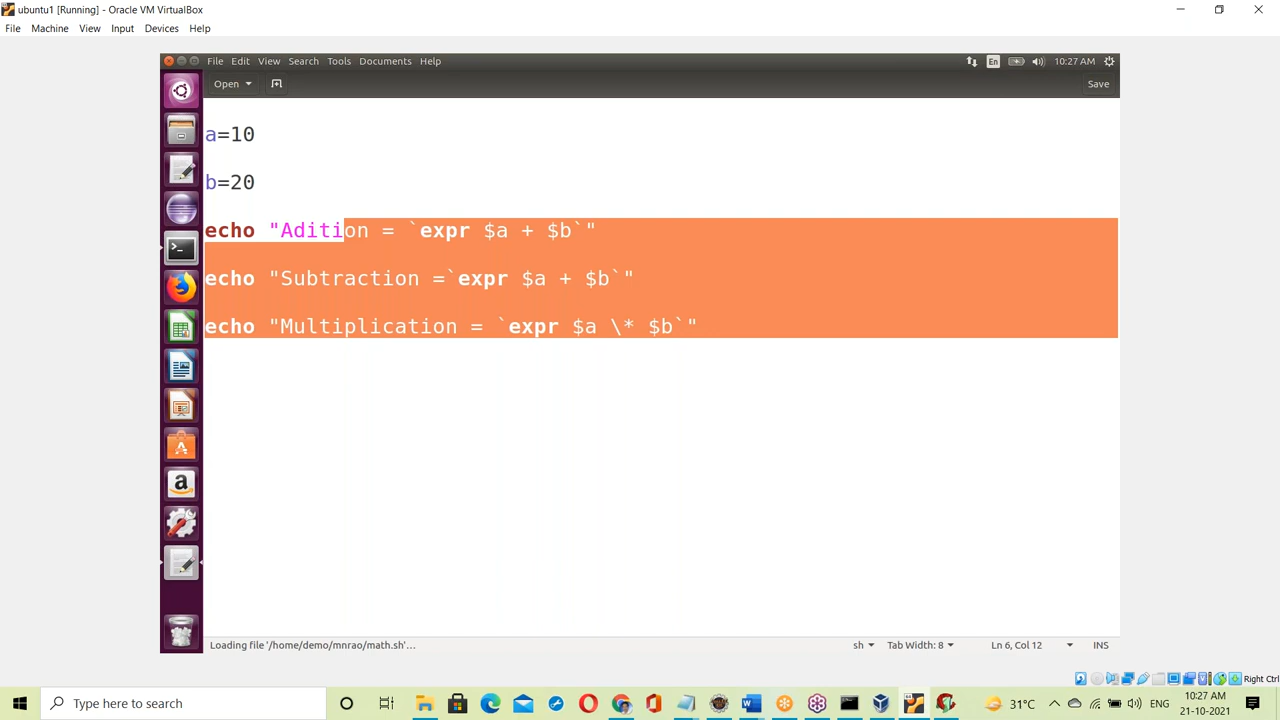 ubuntu1 [Running] - Oracle VM VirtualBox
File Machine View Input Devices Help
File Edit View Search Tools Documents Help En 10:27 AM
Open Save
a=10
b=20
echo "Adition = `expr $a + $b`"
echo "Subtraction =`expr $a + $b`"
echo "Multiplication = `expr $a \* $b`"
Loading file '/home/demo/mnrao/math.sh'… sh Tab Width: 8 Ln 6, Col 12 INS
Right Ctrl
Type here to search 31°C ENG 10:27 AM
21-10-2021